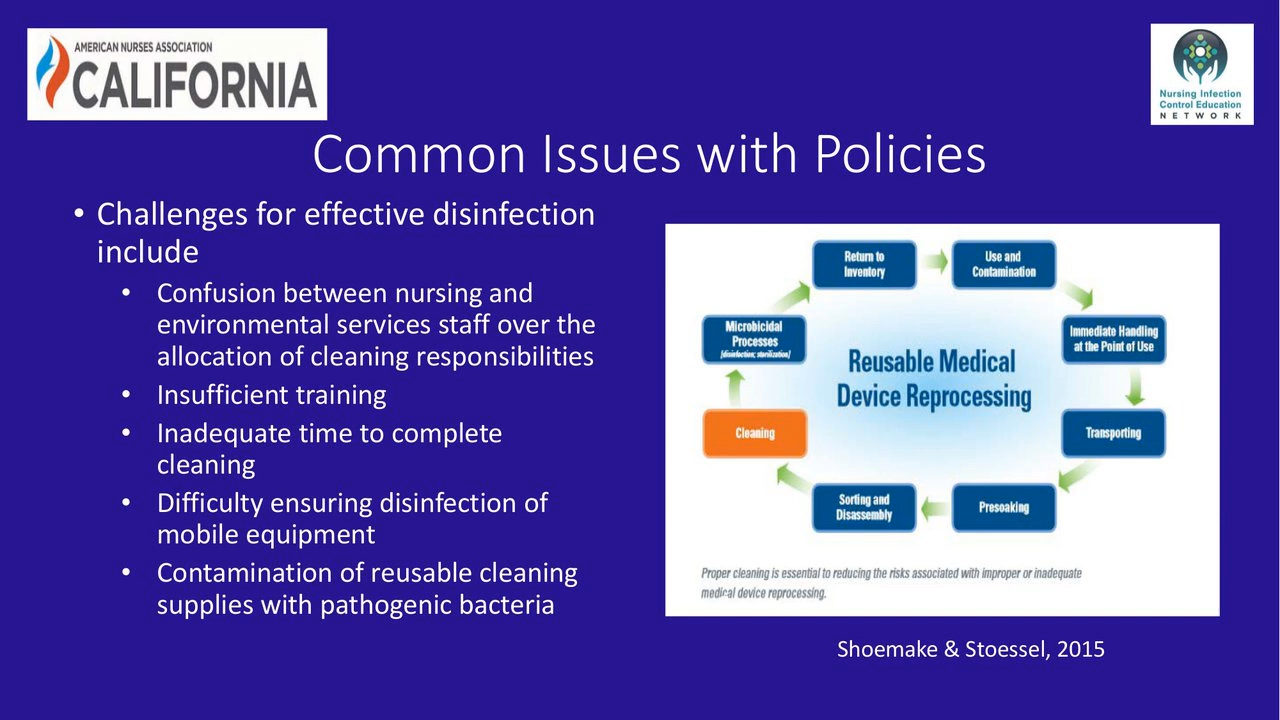 AMERICAN NURSES ASSOCIATION
CALIFORNIA
Nursing Infection
Control Education
NETWORK
Common Issues with Policies
• Challenges for effective disinfection
include
• Confusion between nursing and
environmental services staff over the
allocation of cleaning responsibilities
• Insufficient training
• Inadequate time to complete
cleaning
• Difficulty ensuring disinfection of
mobile equipment
• Contamination of reusable cleaning
supplies with pathogenic bacteria
Return to
Inventory
Use and
Contamination
Immediate Handling
at the Point of Use
Transporting
Presoaking
Sorting and
Disassembly
Cleaning
Microbicidal
Processes
[disinfection; sterilization]
Reusable Medical
Device Reprocessing
Proper cleaning is essential to reducing the risks associated with improper or inadequate
medical device reprocessing.
Shoemake & Stoessel, 2015